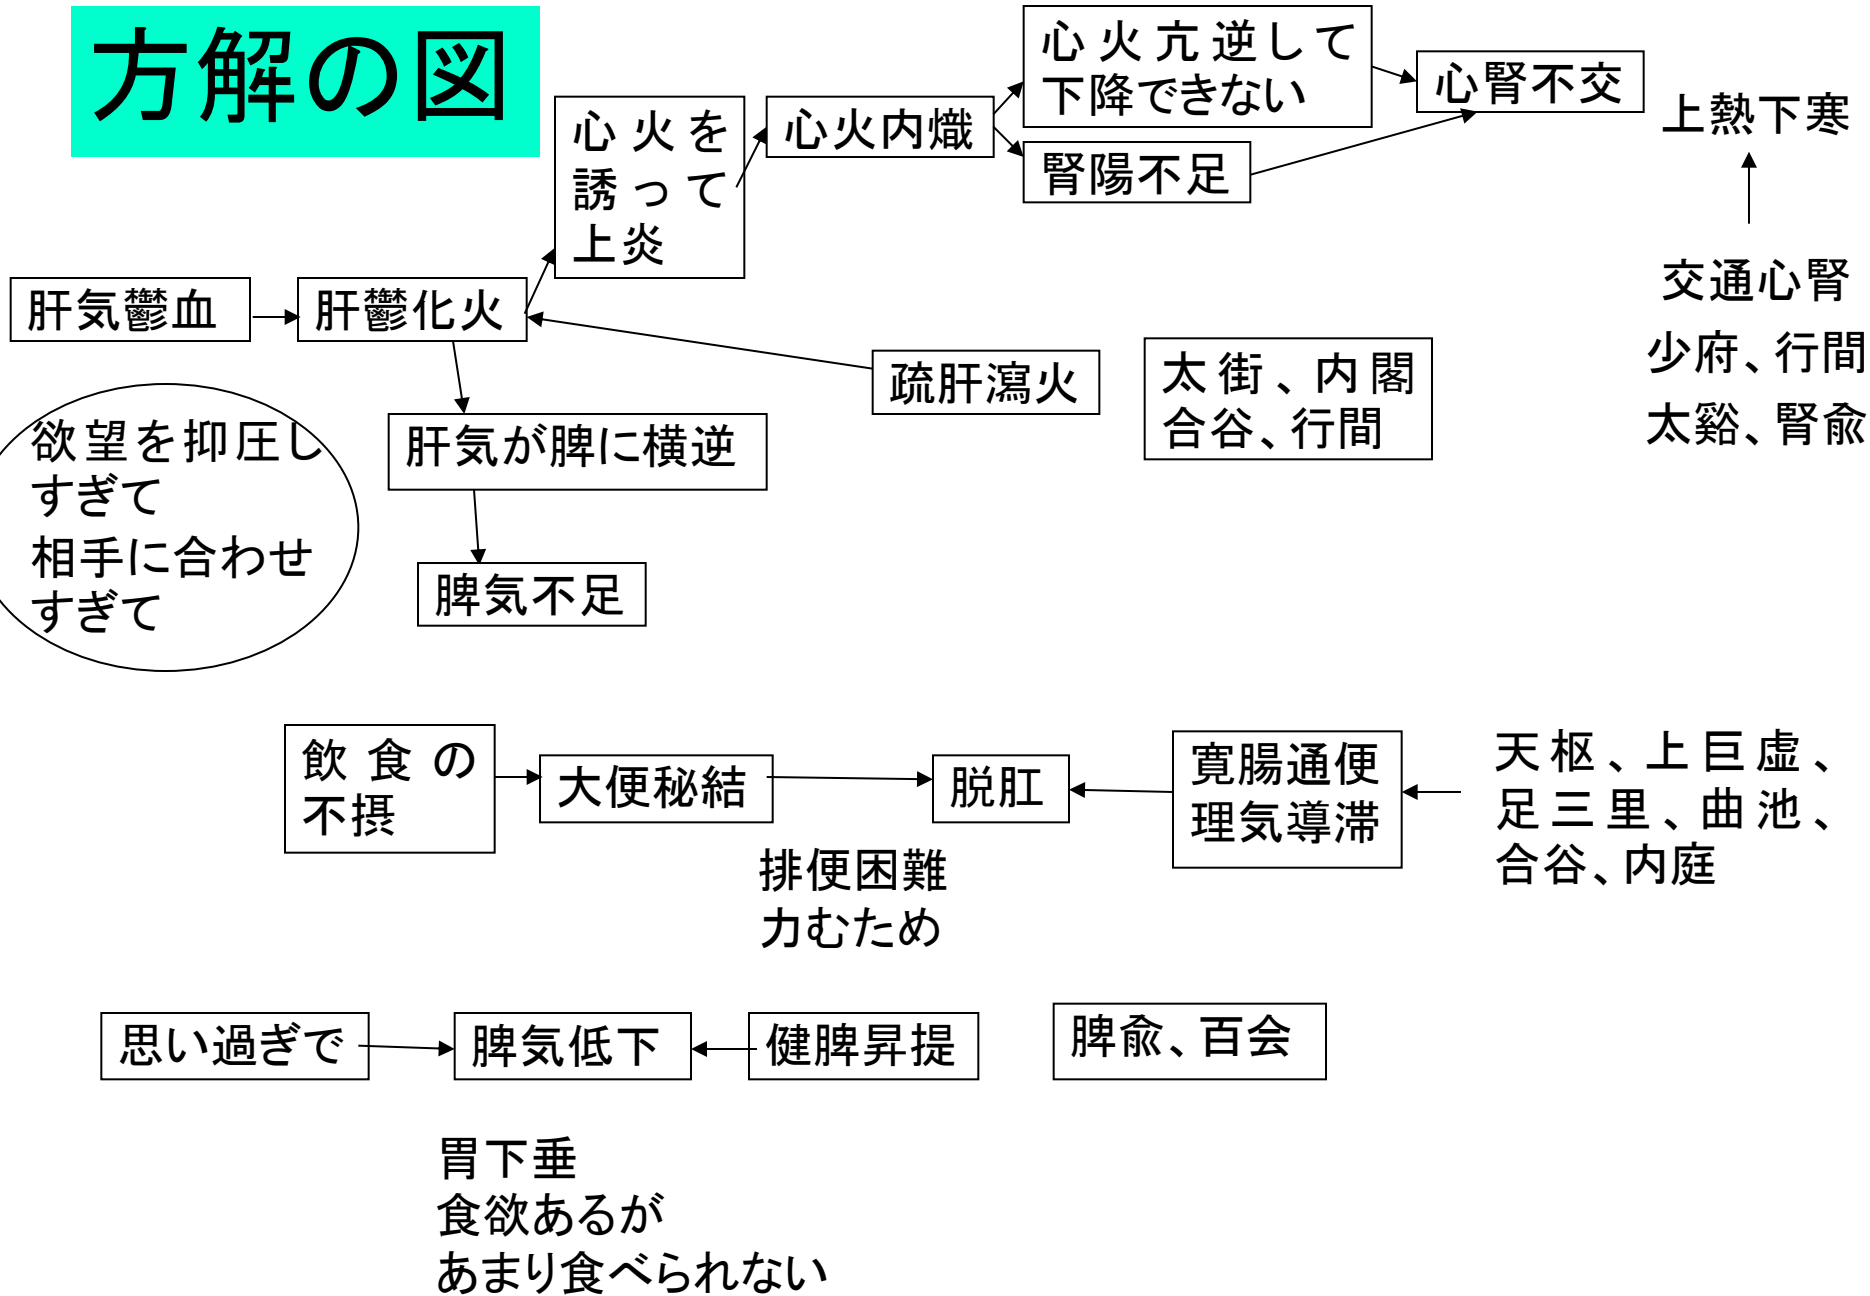 方解の図
心火を
誘って
上炎
心火内熾
心火亢逆して
下降できない
腎陽不足
心腎不交
上熱下寒
交通心腎
少府、行間
太谿、腎兪
肝気鬱血
肝鬱化火
疏肝瀉火
太街、内閣
合谷、行間
欲望を抑圧し
すぎて
相手に合わせ
すぎて
肝気が脾に横逆
脾気不足
飲食の
不摂
大便秘結
排便困難
力むため
脱肛
寛腸通便
理気導滞
天枢、上巨虚、
足三里、曲池、
合谷、内庭
思い過ぎで
脾気低下
健脾昇提
脾兪、百会
胃下垂
食欲あるが
あまり食べられない